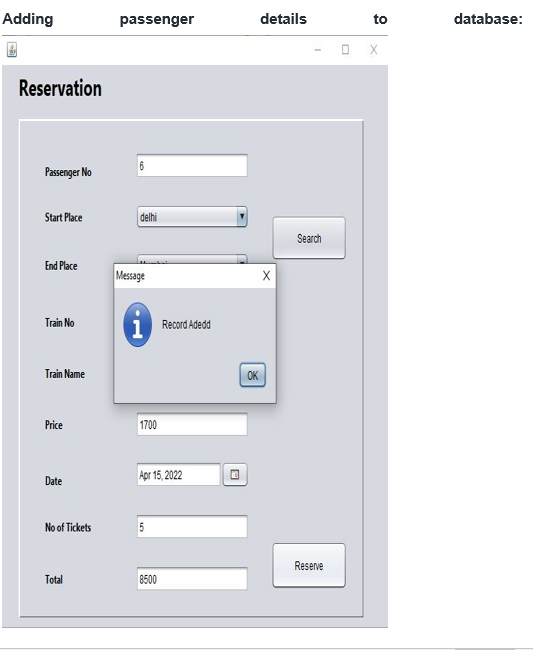 Adding passenger details to database:
Reservation
Passenger No 6
Start Place delhi
Search
End Place
Message X
Train No
Record Adedd
Train Name
OK
Price 1700
Date Apr 15, 2022
No of Tickets 5
Reserve
Total 8500